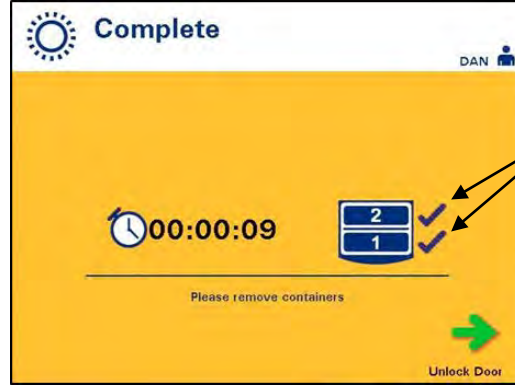 Complete
DAN
00:00:09
2
1
Please remove containers
Unlock Door